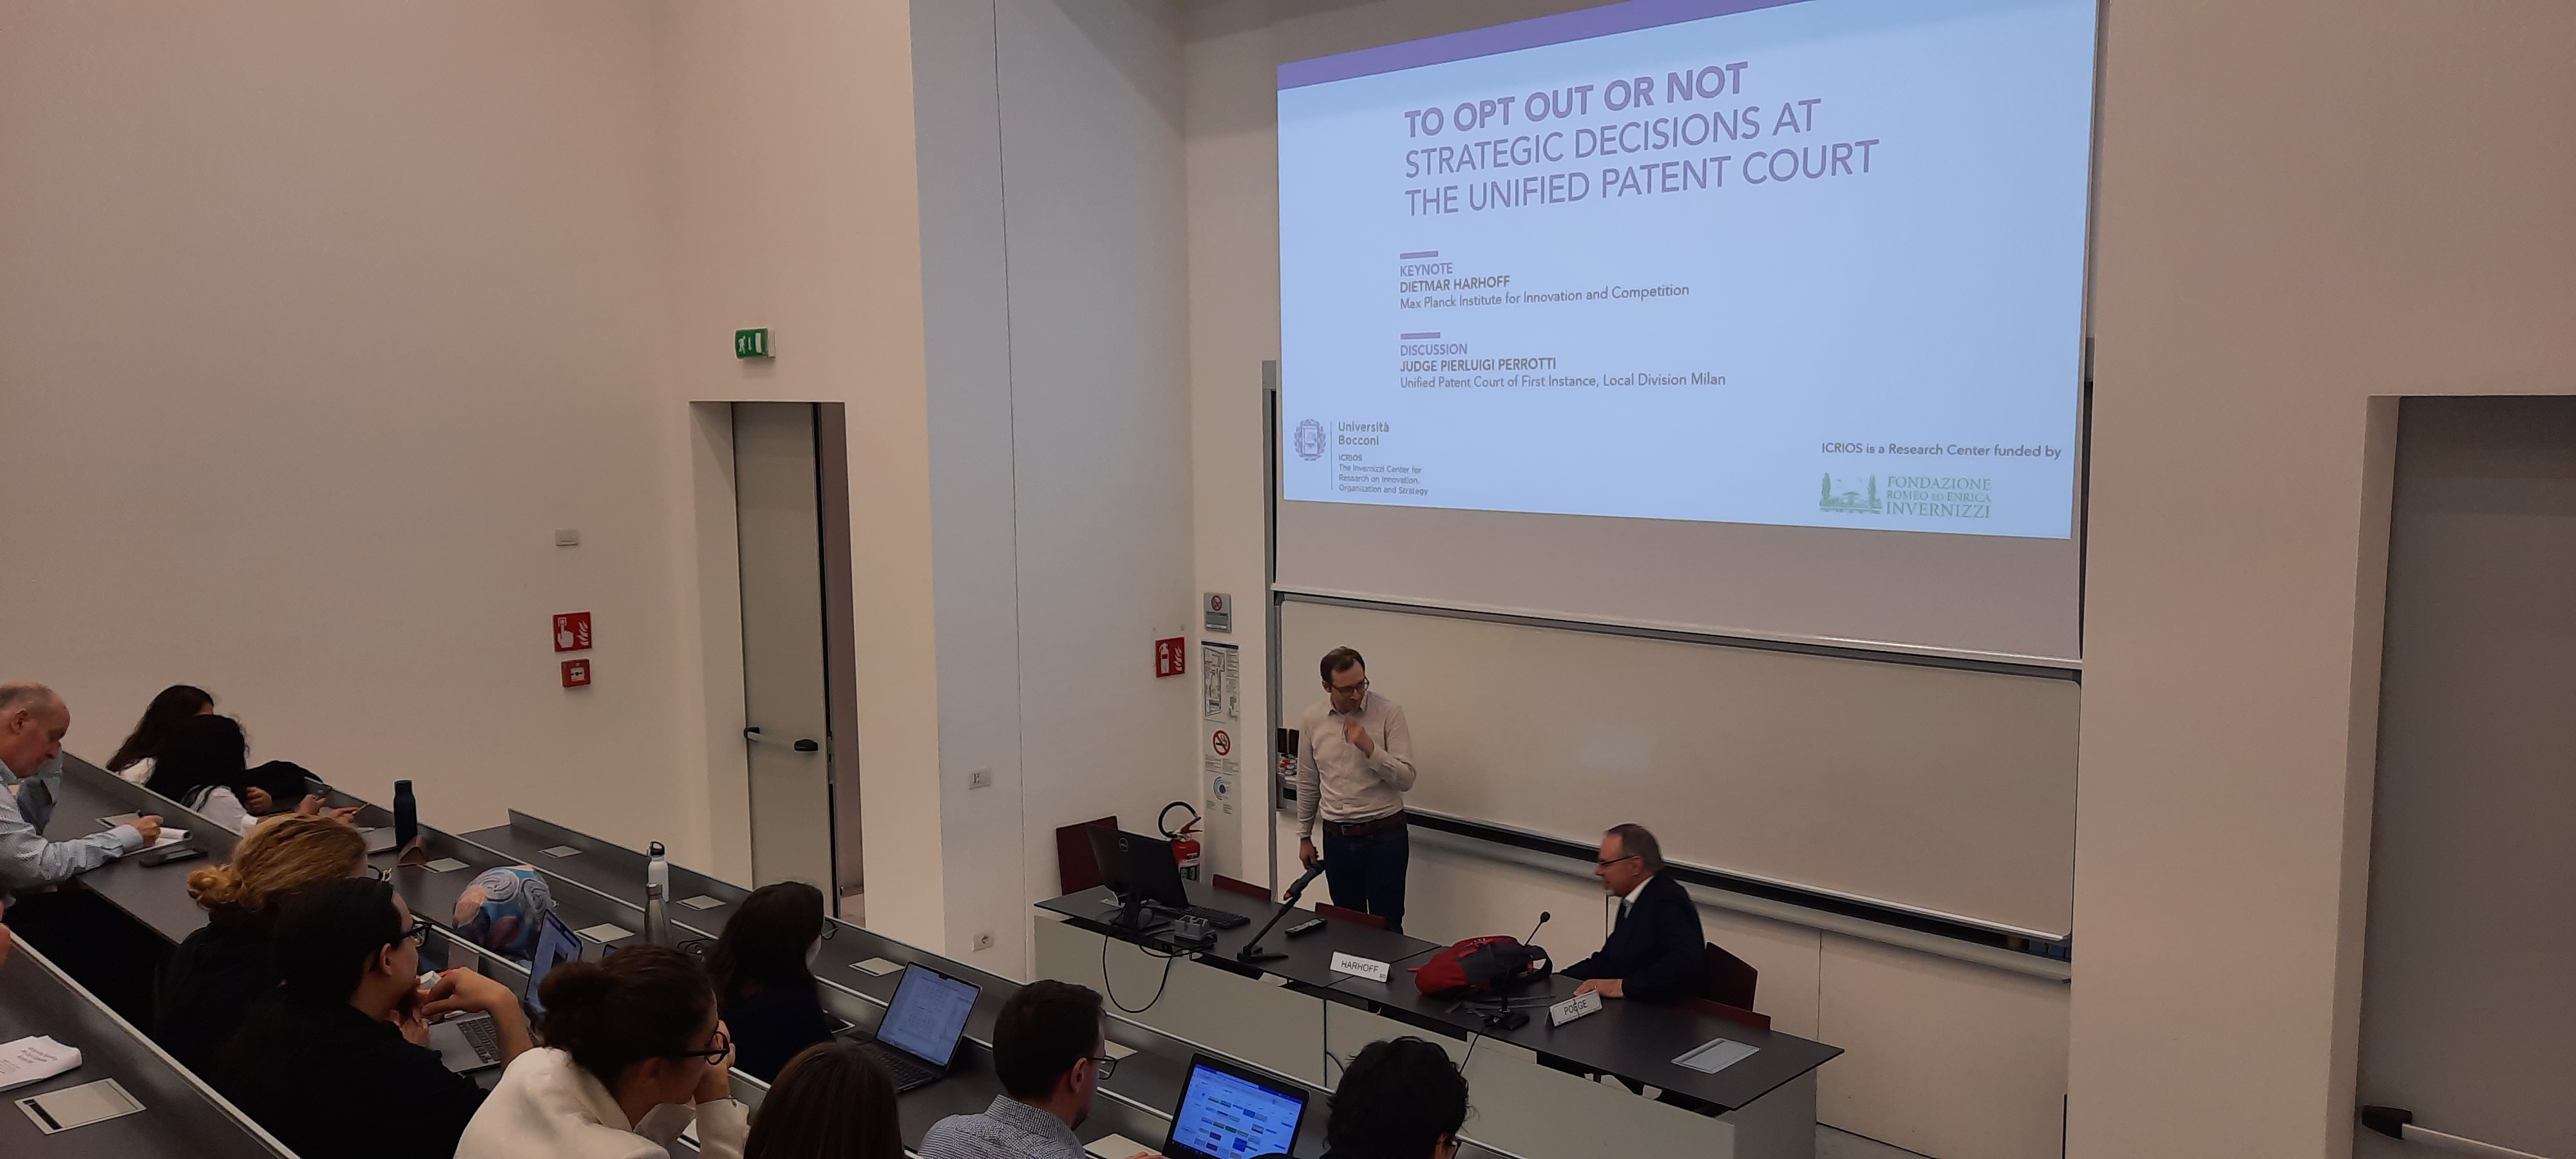 TO OPT OUT OR NOT
STRATEGIC DECISIONS AT
THE UNIFIED PATENT COURT
KEYNOTE
DIETMAR HARHOFF
Max Planck Institute for Innovation and Competition
DISCUSSION
JUDGE PIERLUIGI PERROTTI
Unified Patent Court of First Instance, Local Division Milan
Università
Bocconi
ICRIOS
The Invernizzi Center for
Research on Innovation,
Organization and Strategy
ICRIOS is a Research Center funded by
FONDAZIONE
ROMEO ED ENRICA
INVERNIZZI
HARHOFF